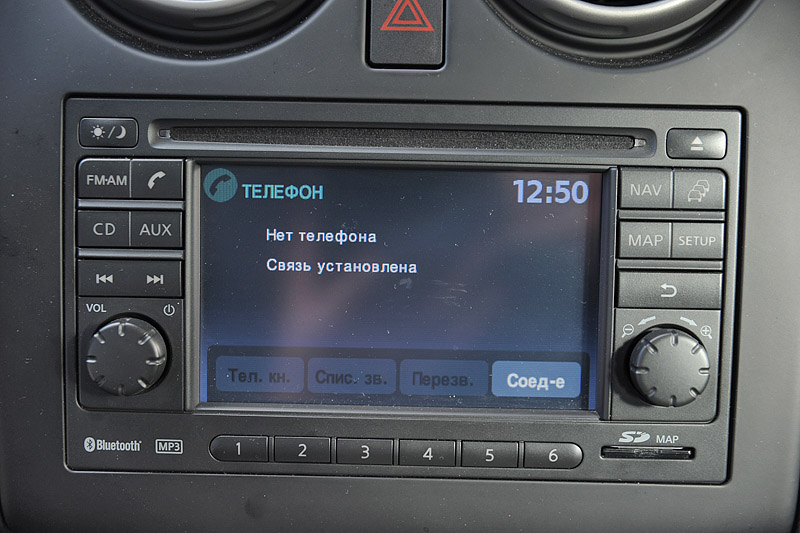 FM·AM
CD AUX
VOL
ТЕЛЕФОН 12:50
Нет телефона
Связь установлена
Тел. кн. Спис. зв. Перезв. Соед-е
NAV
MAP SETUP
Bluetooth MP3 1 2 3 4 5 6 SD MAP